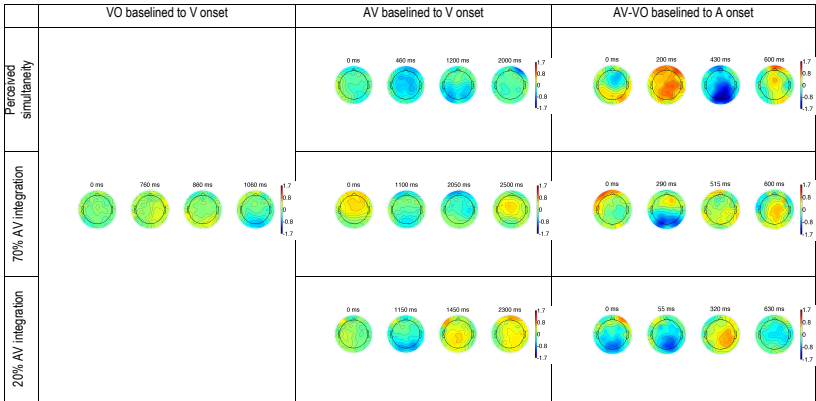 VO baselined to V onset
AV baselined to V onset
AV-VO baselined to A onset
Perceived
simultaneity
0 ms 460 ms 1200 ms 2000 ms
1.7
0.8
0
-0.8
-1.7
0 ms 200 ms 430 ms 600 ms
1.7
0.8
0
-0.8
-1.7
70% AV integration
0 ms 760 ms 860 ms 1060 ms
1.7
0.8
0
-0.8
-1.7
0 ms 1100 ms 2050 ms 2500 ms
1.7
0.8
0
-0.8
-1.7
0 ms 290 ms 515 ms 600 ms
1.7
0.8
0
-0.8
-1.7
20% AV integration
0 ms 1150 ms 1450 ms 2300 ms
1.7
0.8
0
-0.8
-1.7
0 ms 55 ms 320 ms 630 ms
1.7
0.8
0
-0.8
-1.7